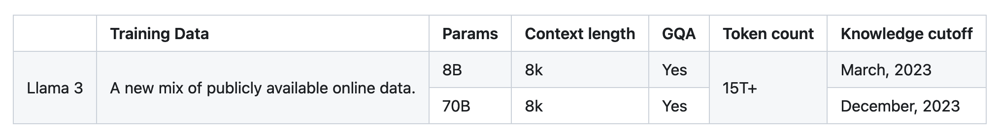 Training Data Params Context length GQA Token count Knowledge cutoff
Llama 3 A new mix of publicly available online data. 8B 8k Yes 15T+ March, 2023
70B 8k Yes December, 2023